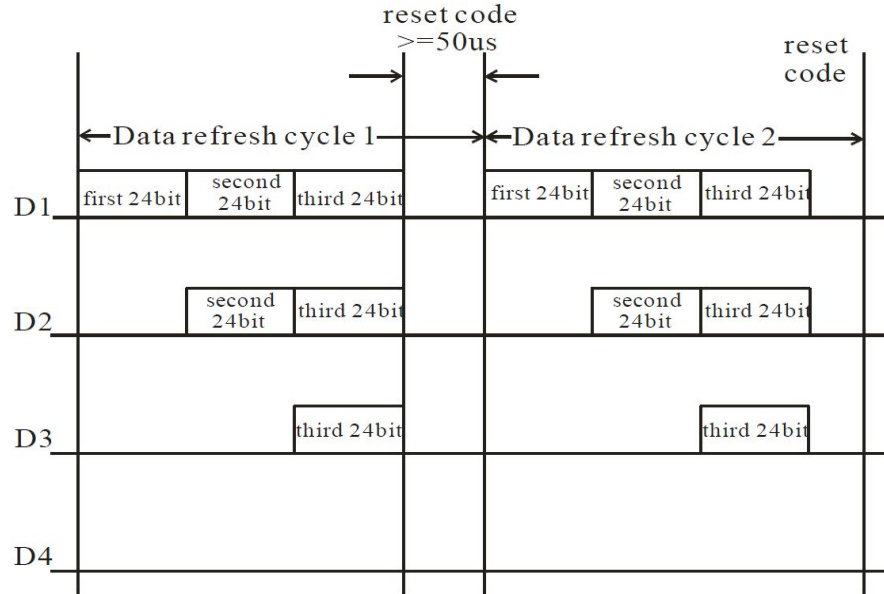 reset code
>=50us
reset
code
Data refresh cycle 1
Data refresh cycle 2
D1
first 24bit
second
24bit
third 24bit
first 24bit
second
24bit
third 24bit
D2
second
24bit
third 24bit
second
24bit
third 24bit
D3
third 24bit
third 24bit
D4